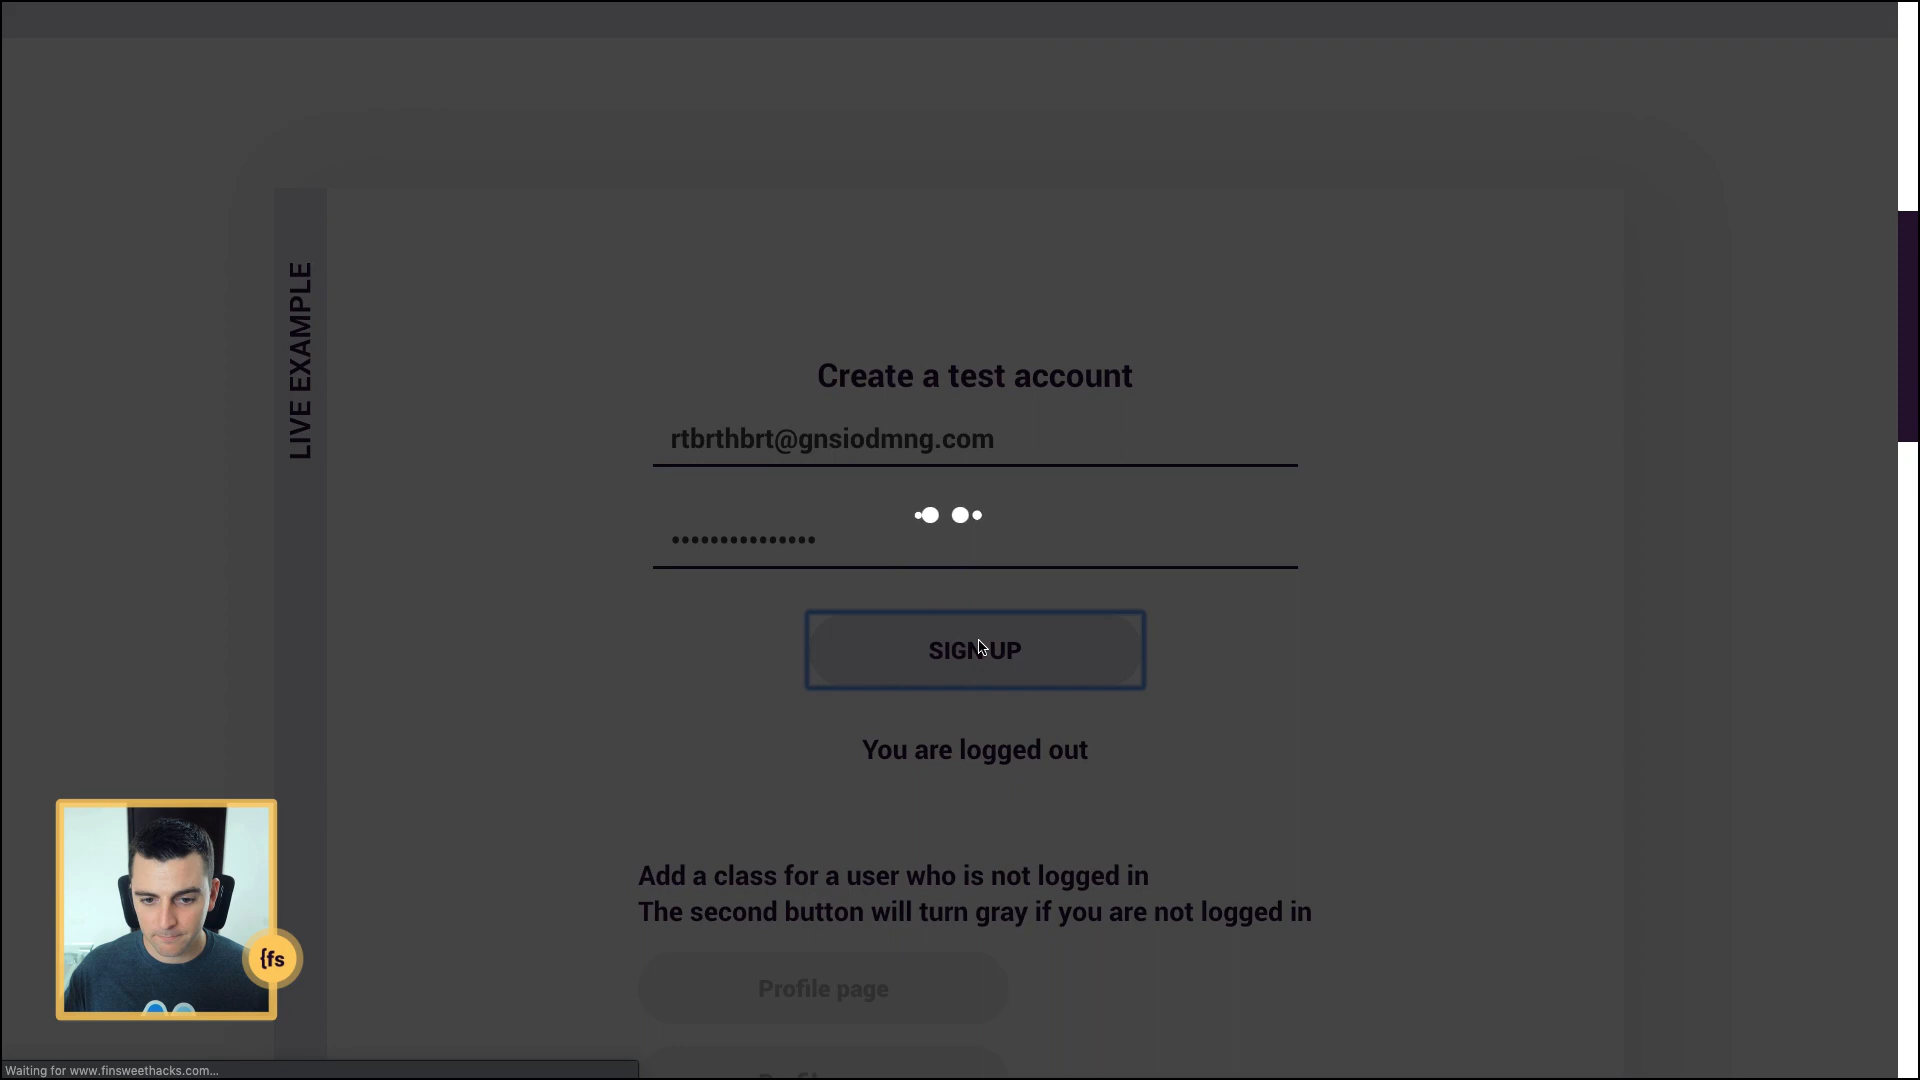 LIVE EXAMPLE
Create a test account
rtbrthbrt@gnsiodmng.com
•••••••••••••••
SIGN UP
You are logged out
Add a class for a user who is not logged in
The second button will turn gray if you are not logged in
Profile page
{fs
Waiting for www.finsweethacks.com...